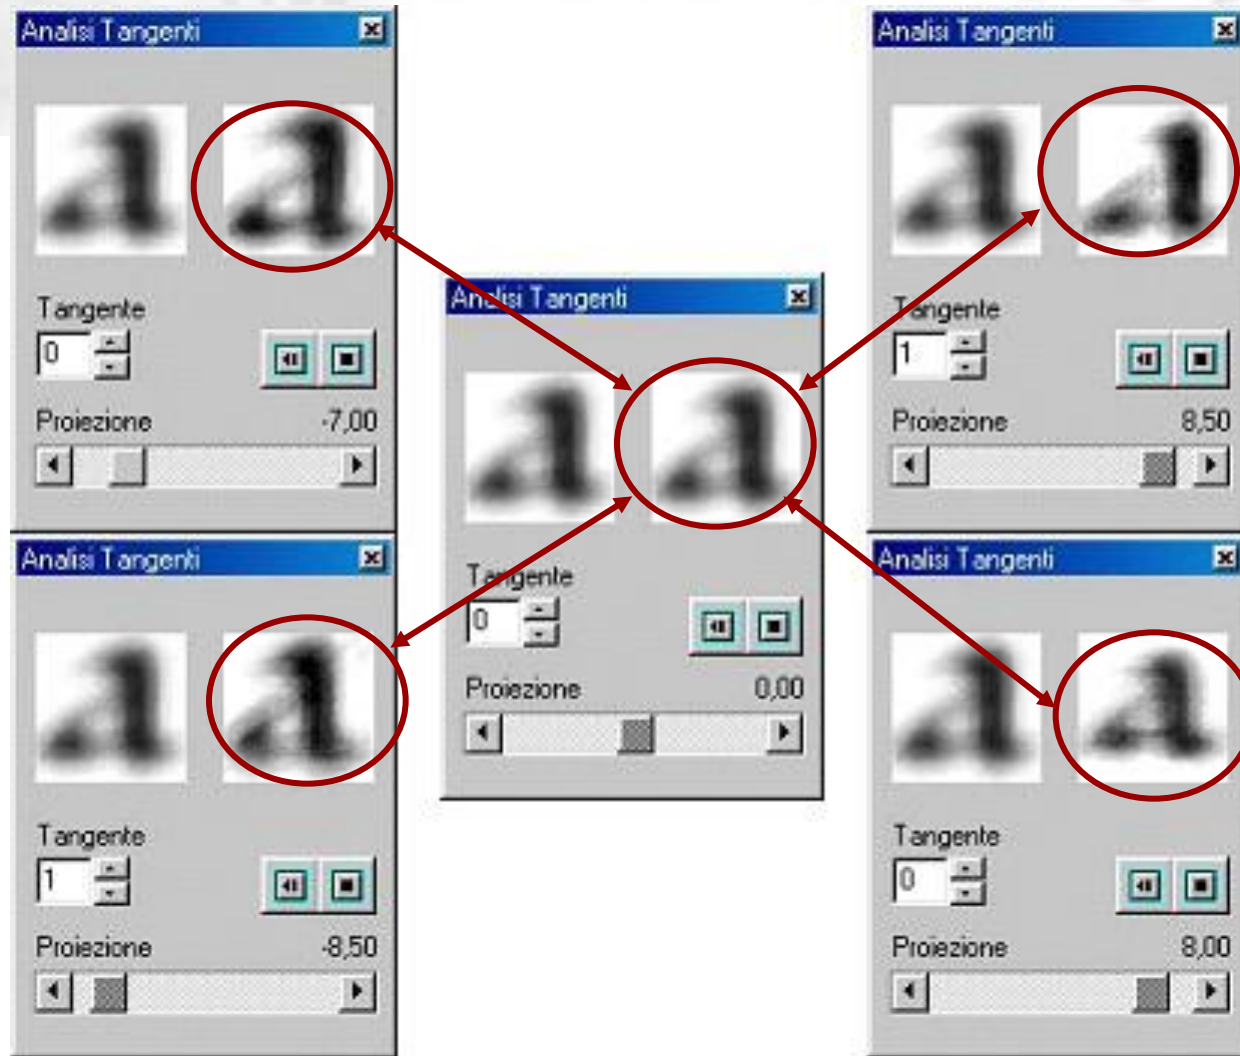 Analisi Tangenti
a a
Tangente
0
Proiezione -7,00
Analisi Tangenti
a a
Tangente
1
Proiezione 8,50
Analisi Tangenti
a a
Tangente
0
Proiezione 0,00
Analisi Tangenti
a a
Tangente
1
Proiezione -8,50
Analisi Tangenti
a a
Tangente
0
Proiezione 8,00